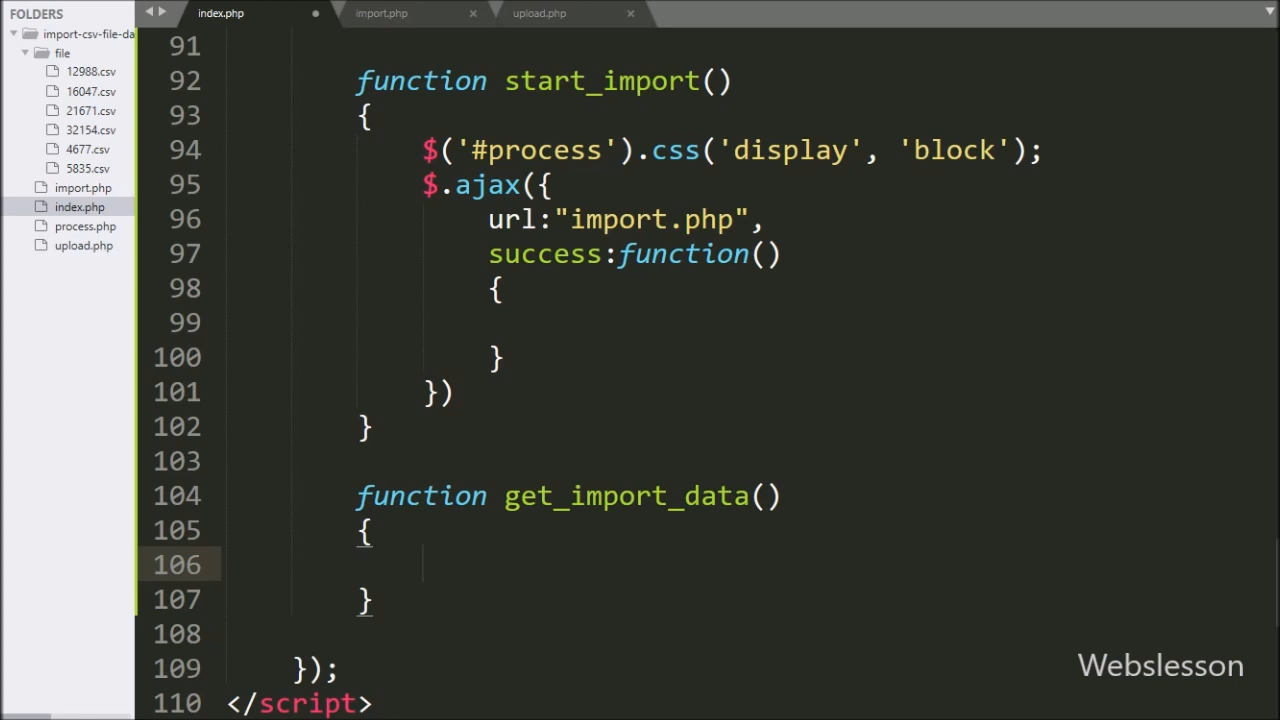 FOLDERS
import-csv-file-da
file
12988.csv
16047.csv
21671.csv
32154.csv
4677.csv
5835.csv
import.php
index.php
process.php
upload.php
index.php import.php upload.php
91
92 function start_import()
93 {
94 $('#process').css('display', 'block');
95 $.ajax({
96 url:"import.php",
97 success:function()
98 {
99
100 }
101 })
102 }
103
104 function get_import_data()
105 {
106
107 }
108
109 });
110 </script>
Webslesson